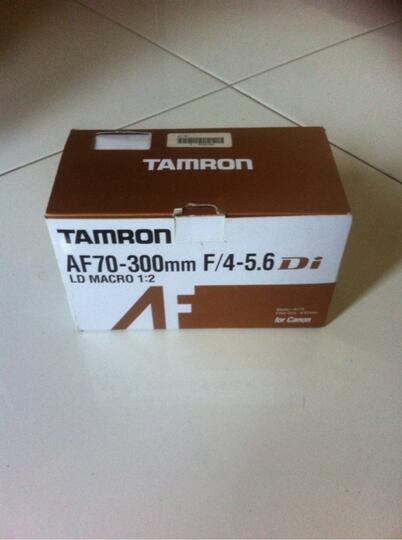 TAMRON
TAMRON
AF70-300mm F/4-5.6 Di
LD MACRO 1:2
AF
for Canon